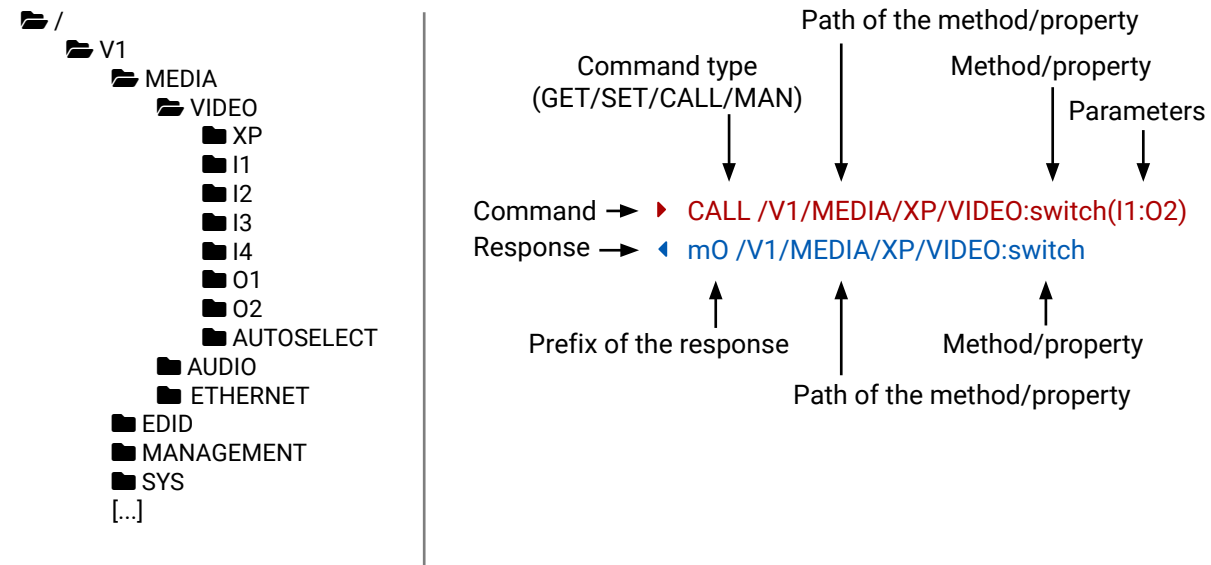 /
V1
MEDIA
VIDEO
XP
I1
I2
I3
I4
O1
O2
AUTOSELECT
AUDIO
ETHERNET
EDID
MANAGEMENT
SYS
[...]
Path of the method/property
Command type
(GET/SET/CALL/MAN)
Method/property
Parameters
Command
CALL /V1/MEDIA/XP/VIDEO:switch(I1:O2)
Response
mO /V1/MEDIA/XP/VIDEO:switch
Prefix of the response
Method/property
Path of the method/property